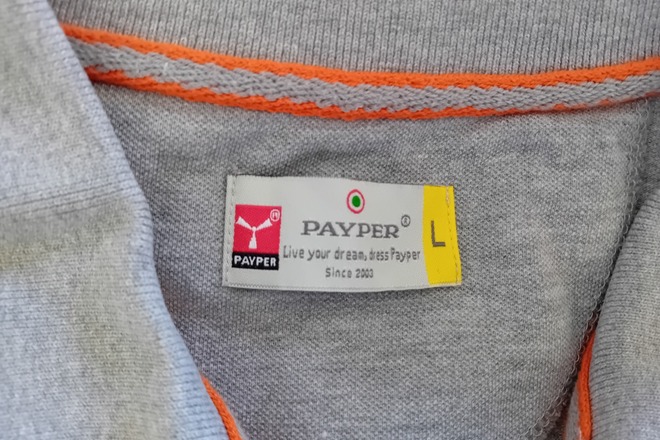 PAYPER®
Live your dream, dress Payper
Since 2003
®
PAYPER
L